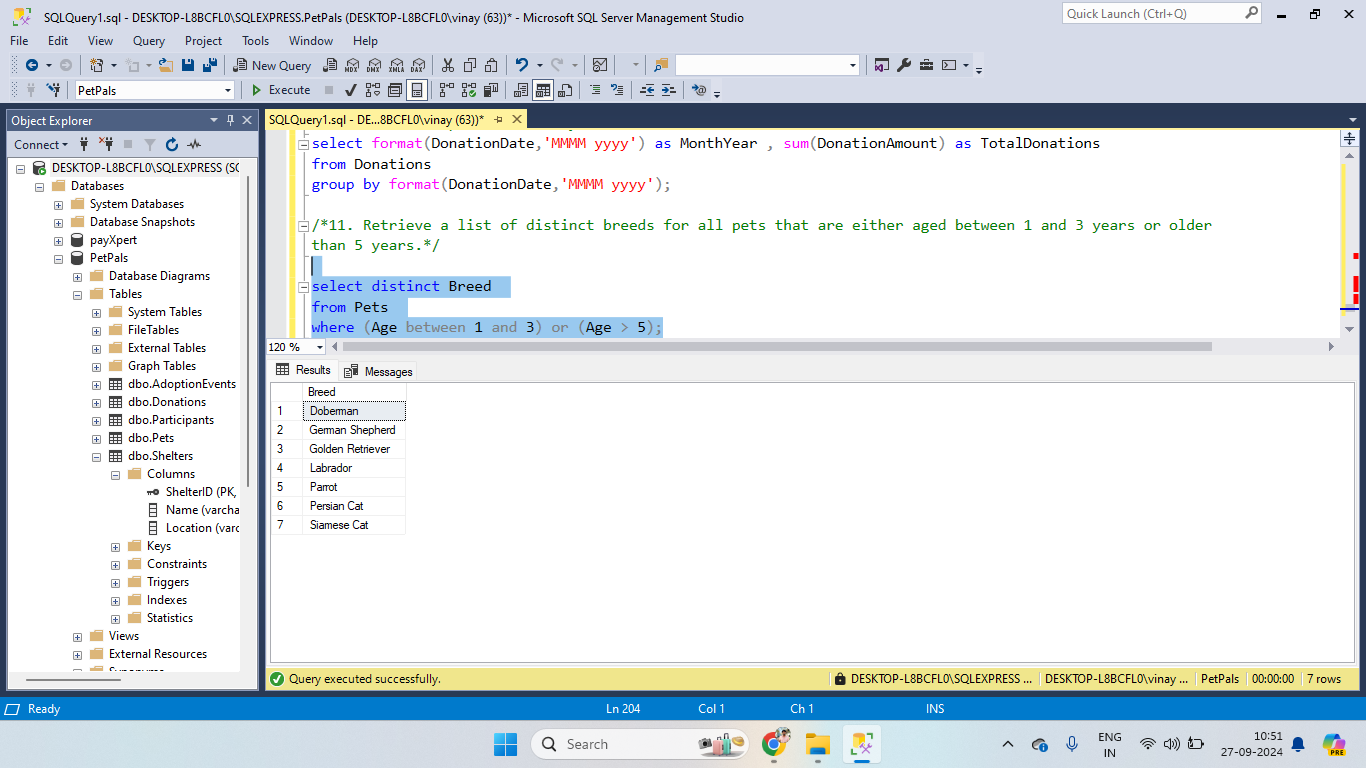 SQLQuery1.sql - DESKTOP-L8BCFL0\SQLEXPRESS.PetPals (DESKTOP-L8BCFL0\vinay (63))* - Microsoft SQL Server Management Studio
Quick Launch (Ctrl+Q)
File Edit View Query Project Tools Window Help
New Query
MDX DMX XMLA DAX
PetPals
Execute
Object Explorer
SQLQuery1.sql - DE...8BCFL0\vinay (63))*
Connect
DESKTOP-L8BCFL0\SQLEXPRESS (SQ
Databases
System Databases
Database Snapshots
payXpert
PetPals
Database Diagrams
Tables
System Tables
FileTables
External Tables
Graph Tables
dbo.AdoptionEvents
dbo.Donations
dbo.Participants
dbo.Pets
dbo.Shelters
Columns
ShelterID (PK,
Name (varcha
Location (varc
Keys
Constraints
Triggers
Indexes
Statistics
Views
External Resources
Synonyms
select format(DonationDate,'MMMM yyyy') as MonthYear , sum(DonationAmount) as TotalDonations
from Donations
group by format(DonationDate,'MMMM yyyy');
/*11. Retrieve a list of distinct breeds for all pets that are either aged between 1 and 3 years or older
than 5 years.*/
select distinct Breed
from Pets
where (Age between 1 and 3) or (Age > 5);
120 %
Results Messages
Breed
1 Doberman
2 German Shepherd
3 Golden Retriever
4 Labrador
5 Parrot
6 Persian Cat
7 Siamese Cat
Query executed successfully.
DESKTOP-L8BCFL0\SQLEXPRESS ... DESKTOP-L8BCFL0\vinay ... PetPals 00:00:00 7 rows
Ready Ln 204 Col 1 Ch 1 INS
Search
ENG
IN
10:51
27-09-2024
PRE